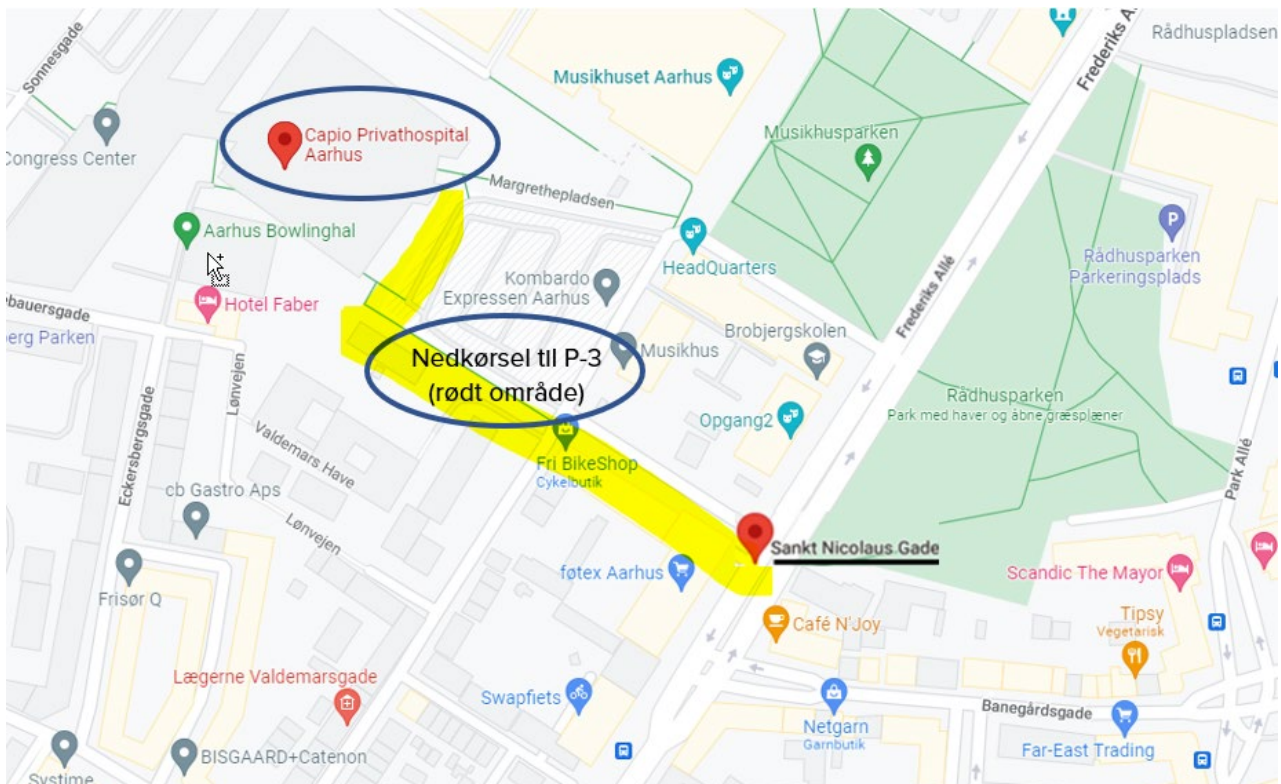 Sonnesgade
Congress Center
Capio Privathospital
Aarhus
Musikhuset Aarhus
Frederiks A
Rådhuspladsen
Musikhusparken
Margrethepladsen
Aarhus Bowlinghal
HeadQuarters
P
Rådhusparken
Parkeringsplads
Kombardo
Expressen Aarhus
Hotel Faber
bauersgade
erg Parken
Frederiks Allé
Brobjergskolen
Musikhus
Nedkørsel til P-3
(rødt område)
Lønvejen
Opgang2
Rådhusparken
Park med haver og åbne græsplæner
Eckersbergsgade
Valdemars Have
Fri BikeShop
Cykelbutik
Park Allé
cb Gastro Aps
Lønvejen
Sankt Nicolaus Gade
føtex Aarhus
Scandic The Mayor
Frisør Q
Café N'Joy
Tipsy
Vegetarisk
Lægerne Valdemarsgade
Swapfiets
Banegårdsgade
Netgarn
Garnbutik
Far-East Trading
BISGAARD+Catenon
Systime